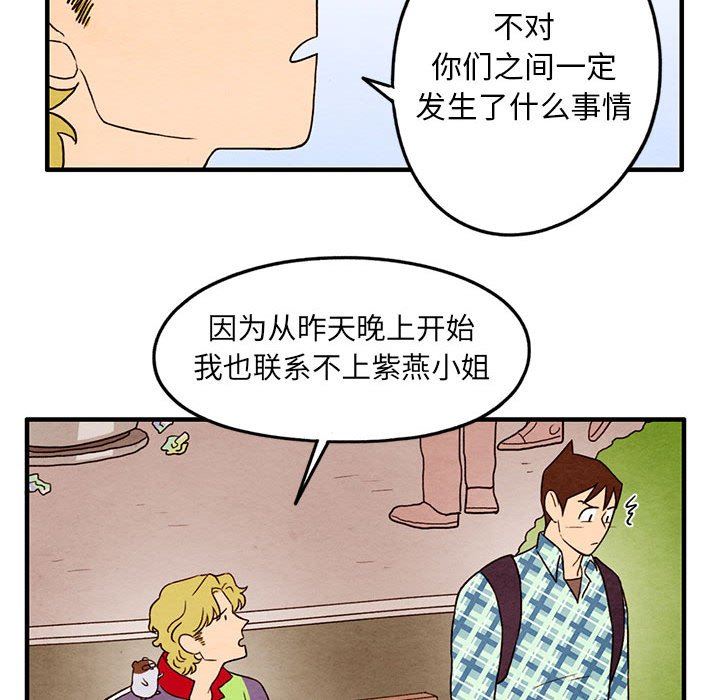 不对
你们之间一定
发生了什么事情
因为从昨天晚上开始
我也联系不上紫燕小姐